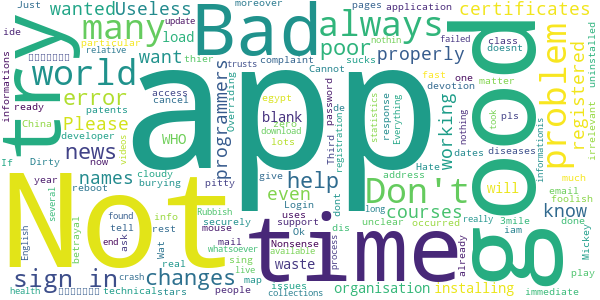 wanted Useless
many
Bad
always
certificates
Just
update
pages
application
moreover
ide
relative
want
load
poor
properly
nothin
particular
failed
class
doesnt
complaint
Cannot
sucks
trusts
try
world
informations
ready
error
patents
access
cancel
Overriding
programmers
app
good
problem
registered
uninstalled
irrelevant
matter
fast
one
devotion
password
Third
working
response
statistics
Everything
developer
Please
China
WHO
videos
blank
zero
egypt
download
lots
de
registration
nothing
took
pls
dates
diseases
informationis
If
Dirty
now
news
cloudy
burying
pitty
give
address
Hate
will
much
year
reboot
names
help
even
Don't
dont
email
foolish
English
several
betrayal
Not
found
tell
info
Rubbish
securely
Login
uses
support
Ok
long
courses
know
done
Mickey
end
ask
rest
mouse
mail
whatsoever
Nonsense
process
dis
unclear
occurred
really
3mile
iam
already
time
Wat
real
sing
available
live
sign in
changes
waste
organisation
installing
play
health
crash
technical
stars
people
map
issues
collections
immediate